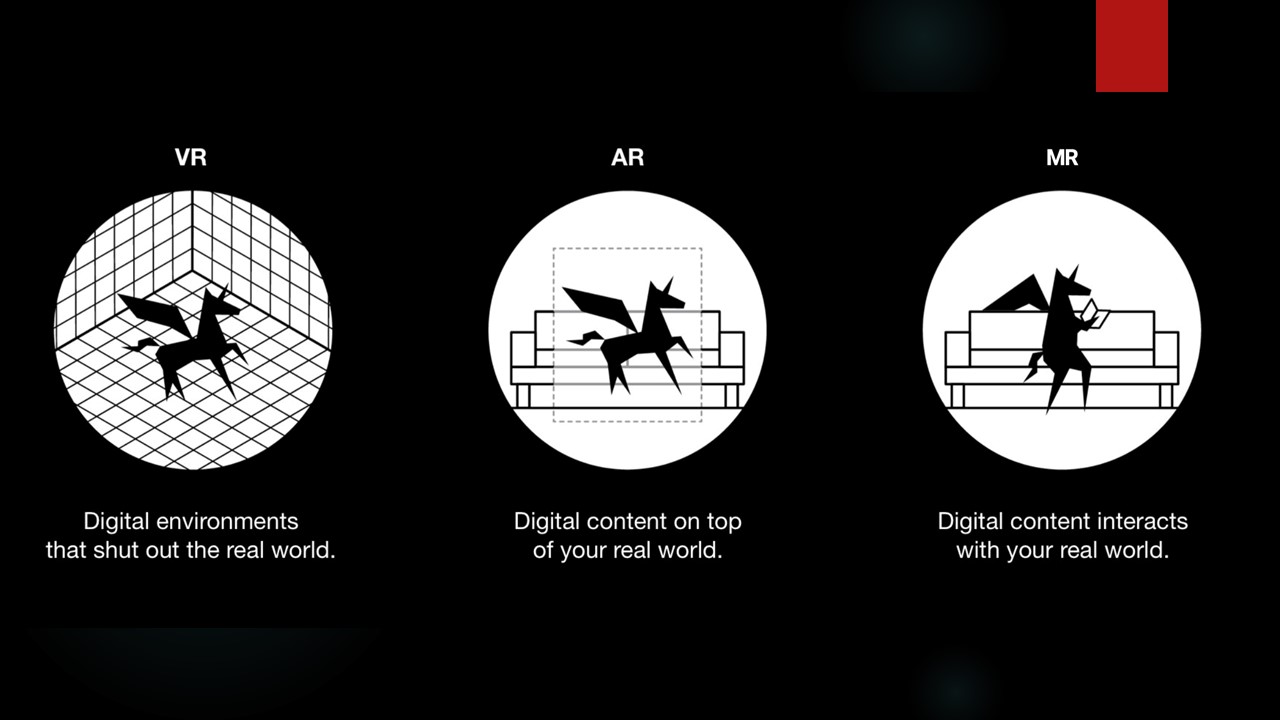 VR
Digital environments
that shut out the real world.
AR
Digital content on top
of your real world.
MR
Digital content interacts
with your real world.